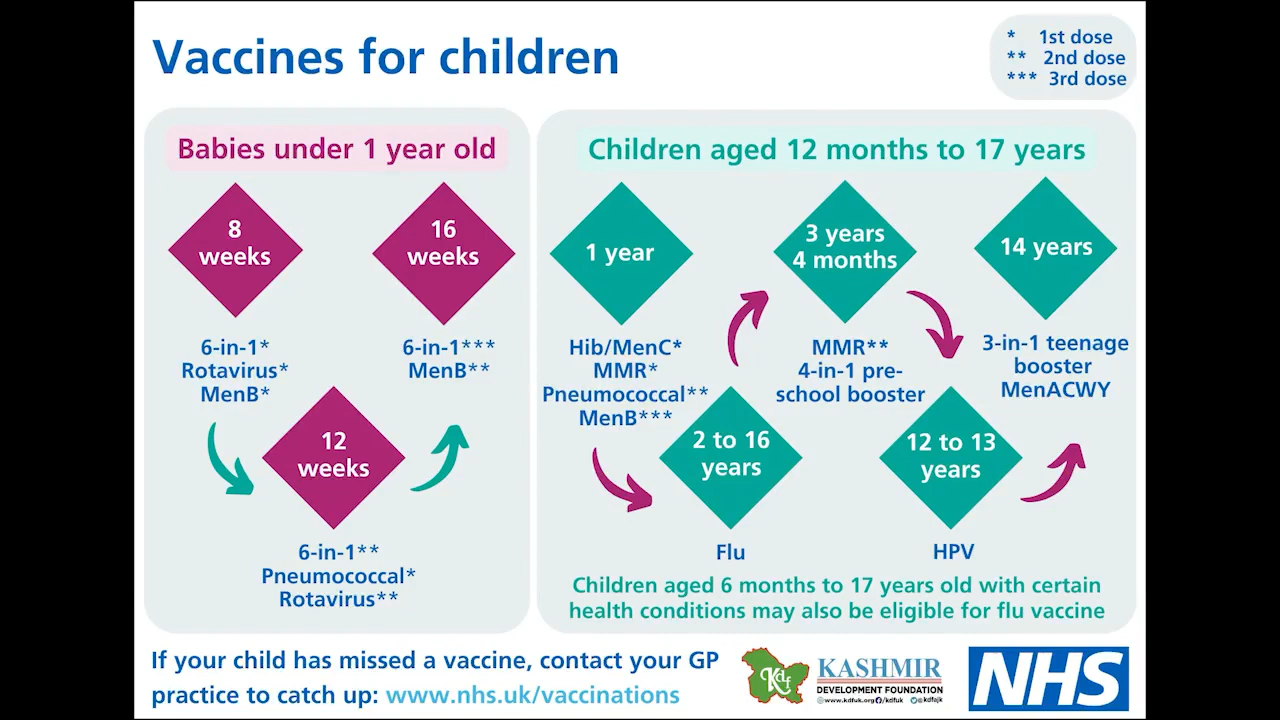 Vaccines for children
* 1st dose
** 2nd dose
*** 3rd dose
Babies under 1 year old
8
weeks
6-in-1*
Rotavirus*
MenB*
12
weeks
6-in-1**
Pneumococcal*
Rotavirus**
16
weeks
6-in-1***
MenB**
Children aged 12 months to 17 years
1 year
Hib/MenC*
MMR*
Pneumococcal**
MenB***
2 to 16
years
Flu
3 years
4 months
MMR**
4-in-1 pre-
school booster
12 to 13
years
HPV
14 years
3-in-1 teenage
booster
MenACWY
Children aged 6 months to 17 years old with certain
health conditions may also be eligible for flu vaccine
If your child has missed a vaccine, contact your GP
practice to catch up: www.nhs.uk/vaccinations
Kdf
KASHMIR
DEVELOPMENT FOUNDATION
www.kdfuk.org /kdfuk @kdfajk
NHS